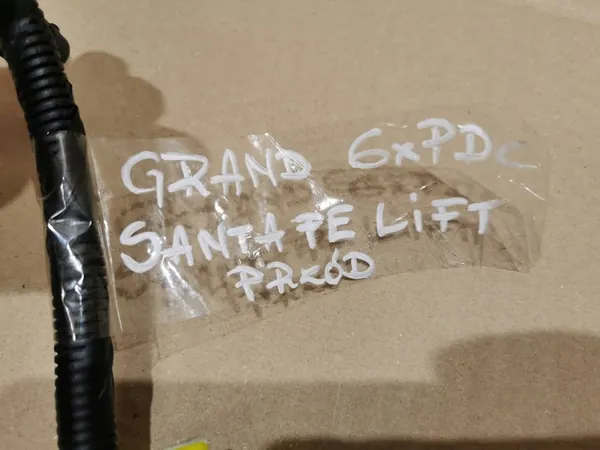 GRAND 6xPDC
SANTA FE LiFT
PRZÓD